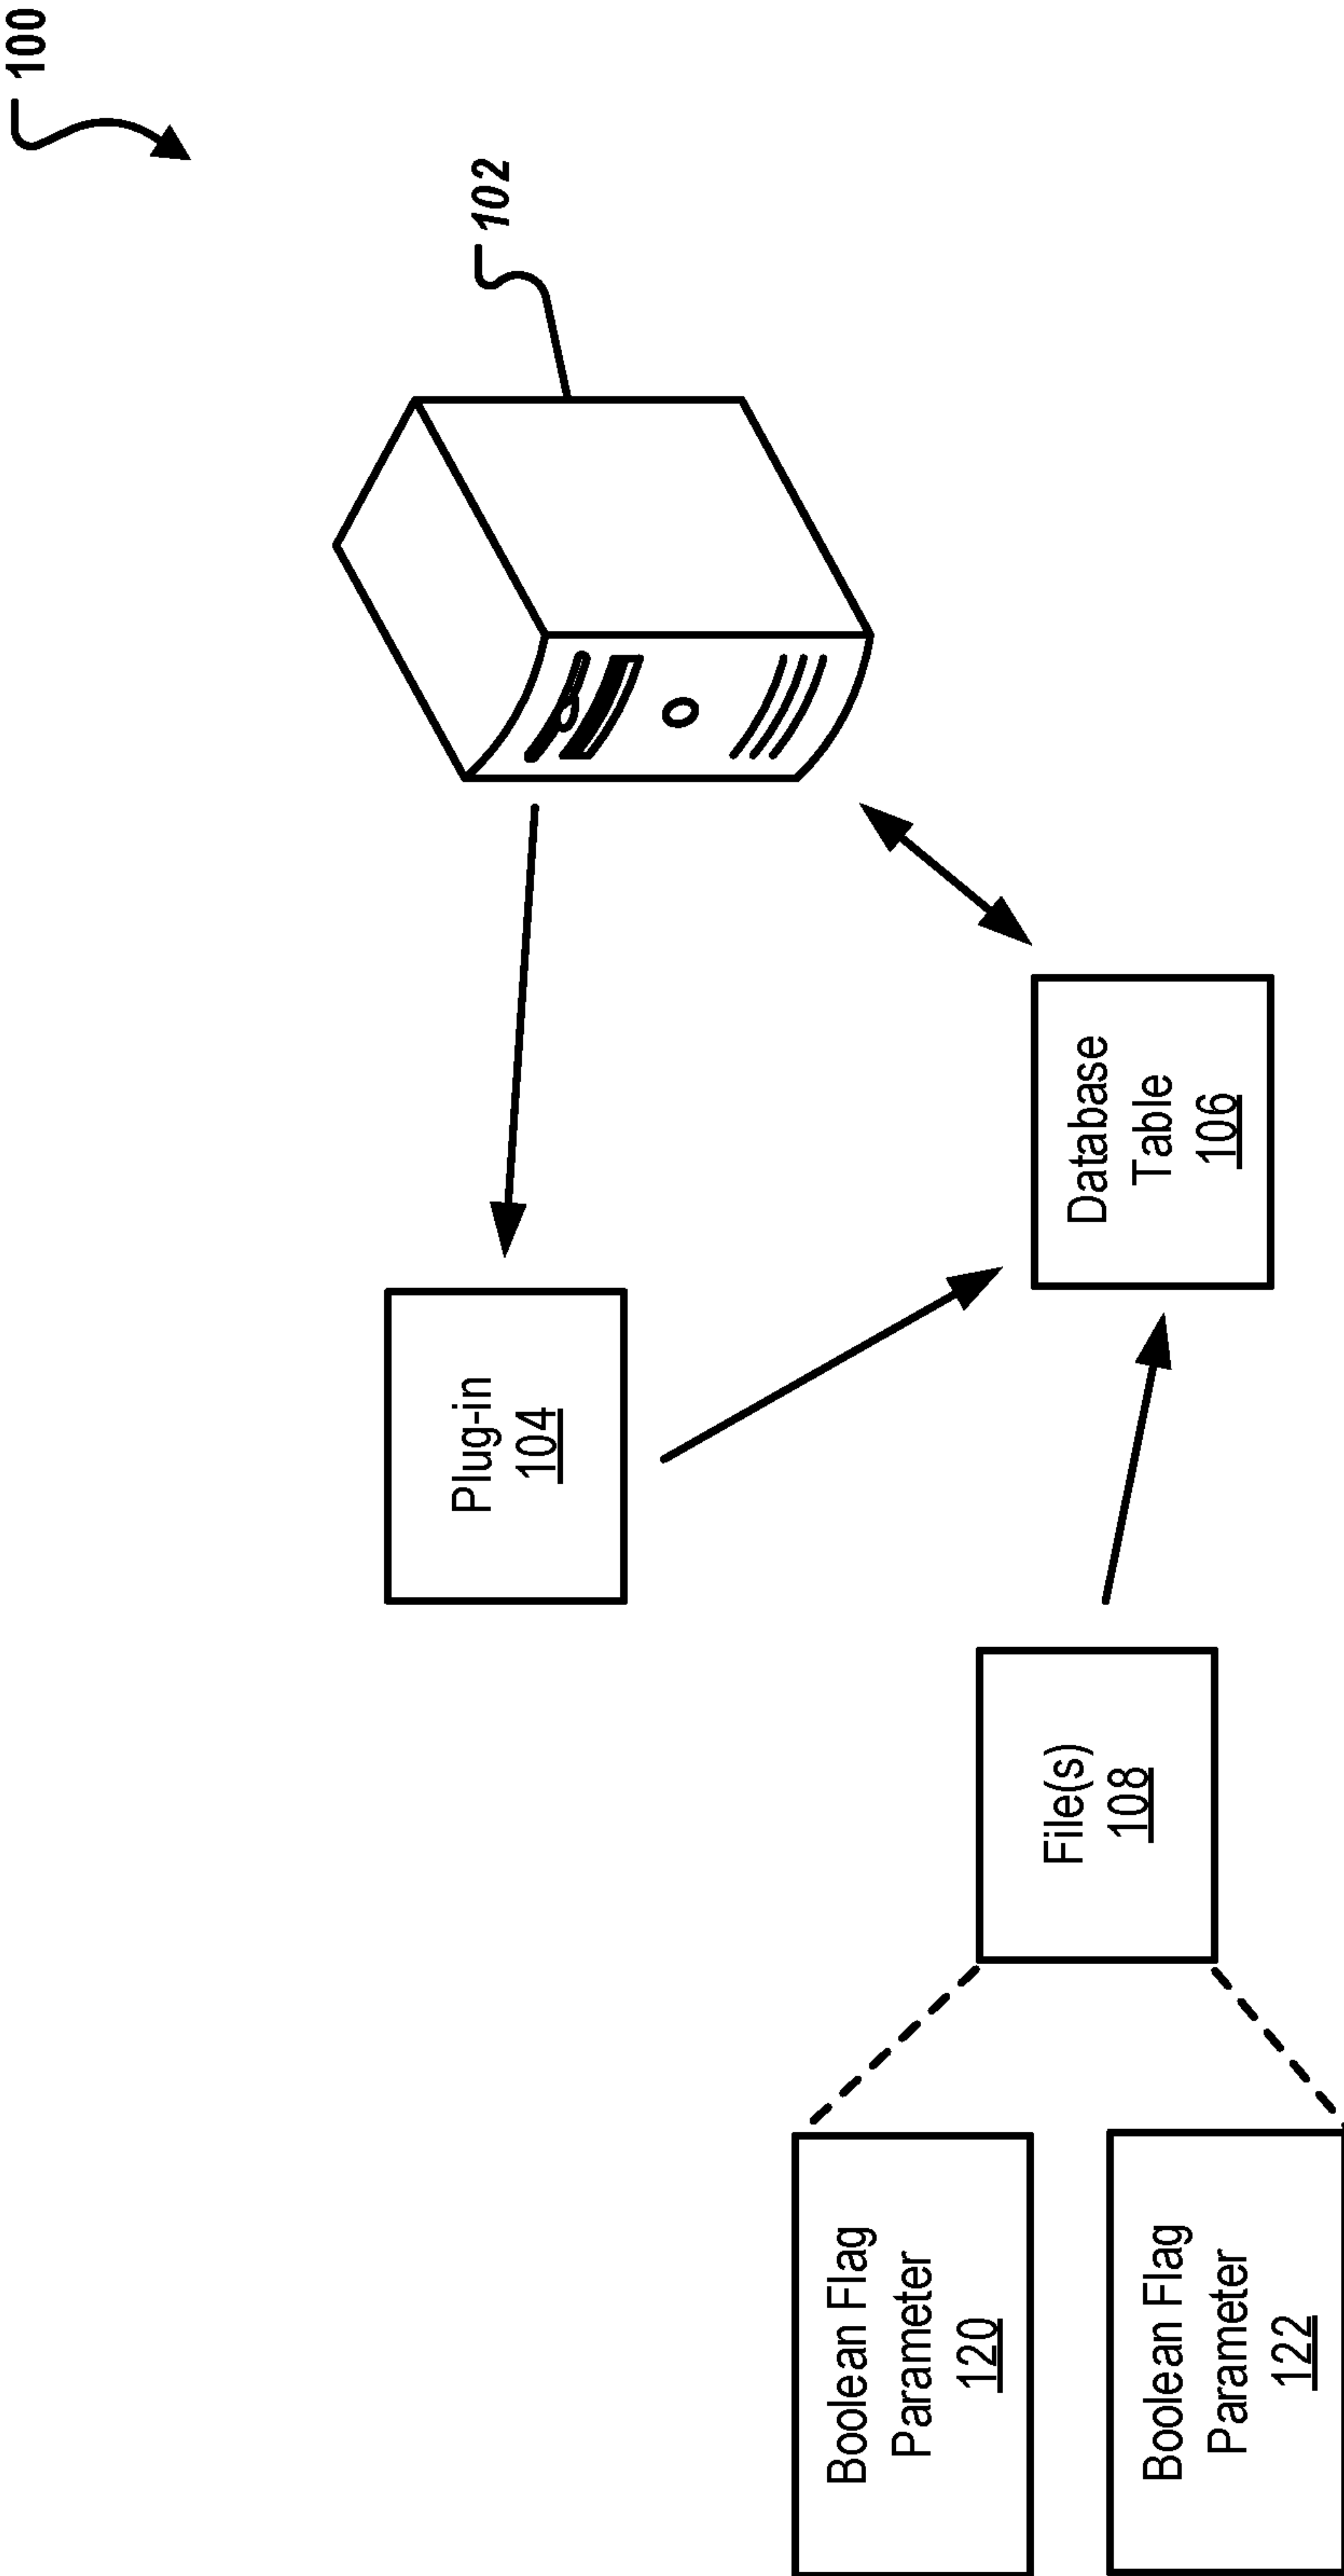 100
102
Plug-in
104
Database
Table
106
File(s)
108
Boolean Flag
Parameter
120
Boolean Flag
Parameter
122